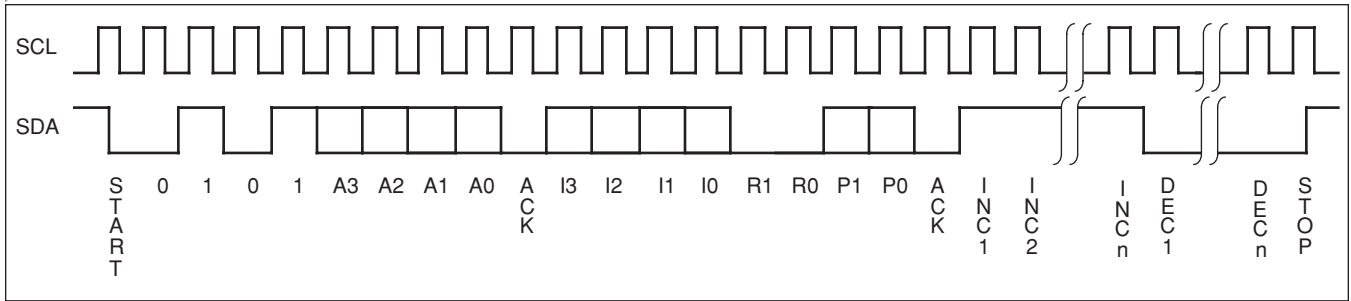 SCL
SDA
START 0 1 0 1 A3 A2 A1 A0 ACK I3 I2 I1 I0 R1 R0 P1 P0 ACK INC1 INC2 INCn DEC1 DECn STOP